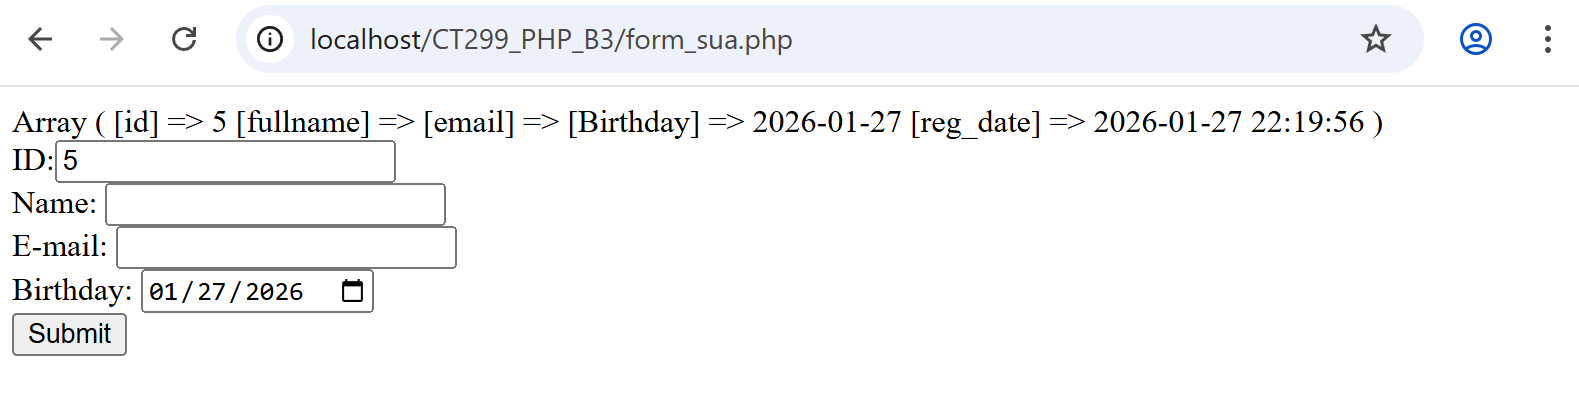 localhost/CT299_PHP_B3/form_sua.php
Array ( [id] => 5 [fullname] => [email] => [Birthday] => 2026-01-27 [reg_date] => 2026-01-27 22:19:56 )
ID: 5
Name:
E-mail:
Birthday: 01/27/2026
Submit